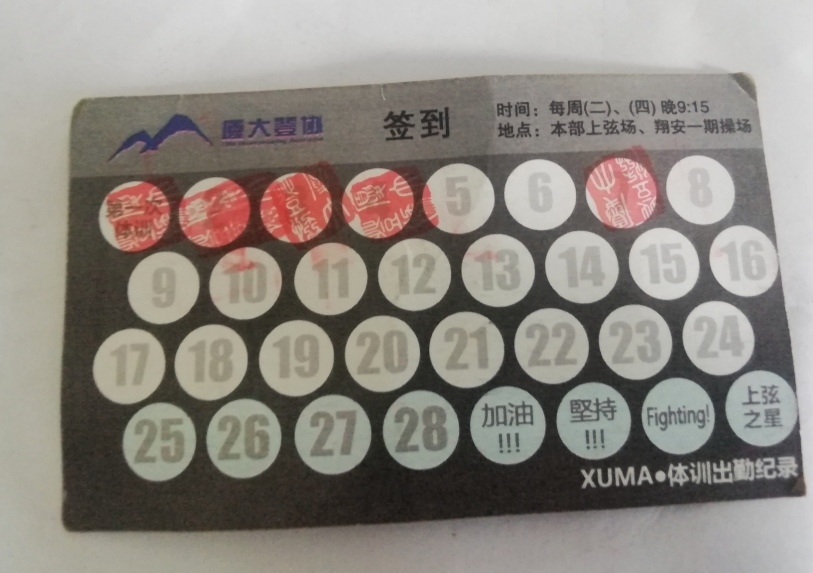 厦大登协
签到
时间：每周(二)、(四) 晚9:15
地点：本部上弦场、翔安一期操场
5 6 8
9 10 11 12 13 14 15 16
17 18 19 20 21 22 23 24
25 26 27 28 加油!!! 堅持!!! Fighting! 上弦之星
XUMA●体训出勤纪录